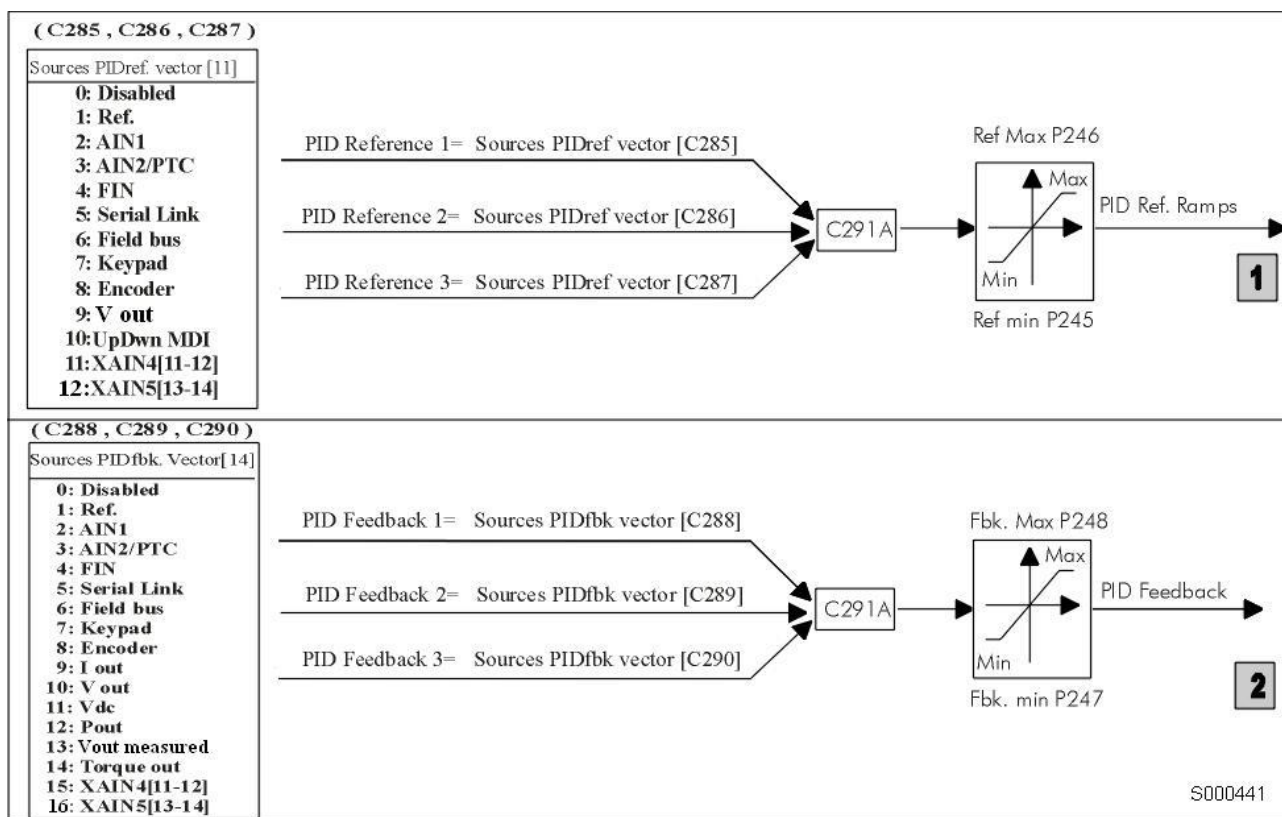 ( C285 , C286 , C287 )
Sources PIDref. vector [11]
0: Disabled
1: Ref.
2: AIN1
3: AIN2/PTC
4: FIN
5: Serial Link
6: Field bus
7: Keypad
8: Encoder
9: V out
10:UpDwn MDI
11:XAIN4[11-12]
12:XAIN5[13-14]
PID Reference 1= Sources PIDref vector [C285]
PID Reference 2= Sources PIDref vector [C286]
PID Reference 3= Sources PIDref vector [C287]
C291A
Ref Max P246
Max
Min
Ref min P245
PID Ref. Ramps
1
( C288 , C289 , C290 )
Sources PIDfbk. Vector[14]
0: Disabled
1: Ref.
2: AIN1
3: AIN2/PTC
4: FIN
5: Serial Link
6: Field bus
7: Keypad
8: Encoder
9: I out
10: V out
11: Vdc
12: Pout
13: Vout measured
14: Torque out
15: XAIN4[11-12]
16: XAIN5[13-14]
PID Feedback 1= Sources PIDfbk vector [C288]
PID Feedback 2= Sources PIDfbk vector [C289]
PID Feedback 3= Sources PIDfbk vector [C290]
C291A
Fbk. Max P248
Max
Min
Fbk. min P247
PID Feedback
2
S000441